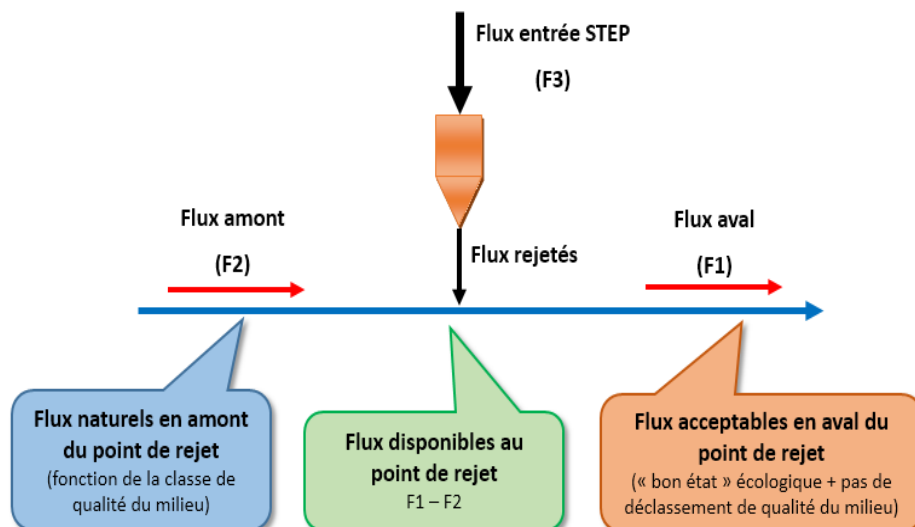 Flux entrée STEP
(F3)
Flux amont
(F2)
Flux rejetés
Flux aval
(F1)
Flux naturels en amont
du point de rejet
(fonction de la classe de
qualité du milieu)
Flux disponibles au
point de rejet
F1 – F2
Flux acceptables en aval du
point de rejet
(« bon état » écologique + pas de
déclassement de qualité du milieu)